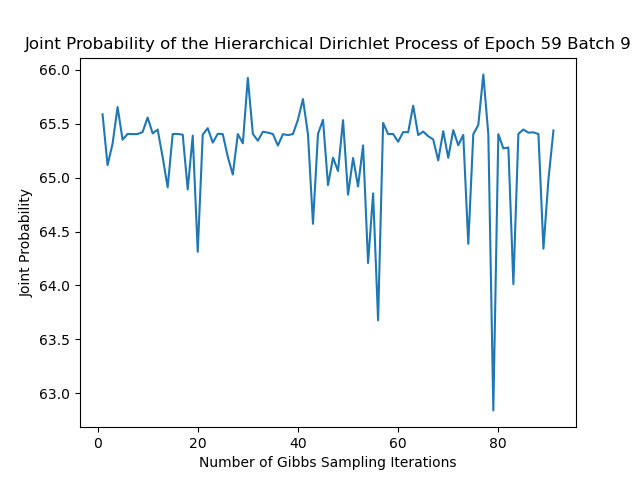 Joint Probability of the Hierarchical Dirichlet Process of Epoch 59 Batch 9
66.0
65.5
65.0
64.5
64.0
63.5
63.0
Joint Probability
0 20 40 60 80
Number of Gibbs Sampling Iterations